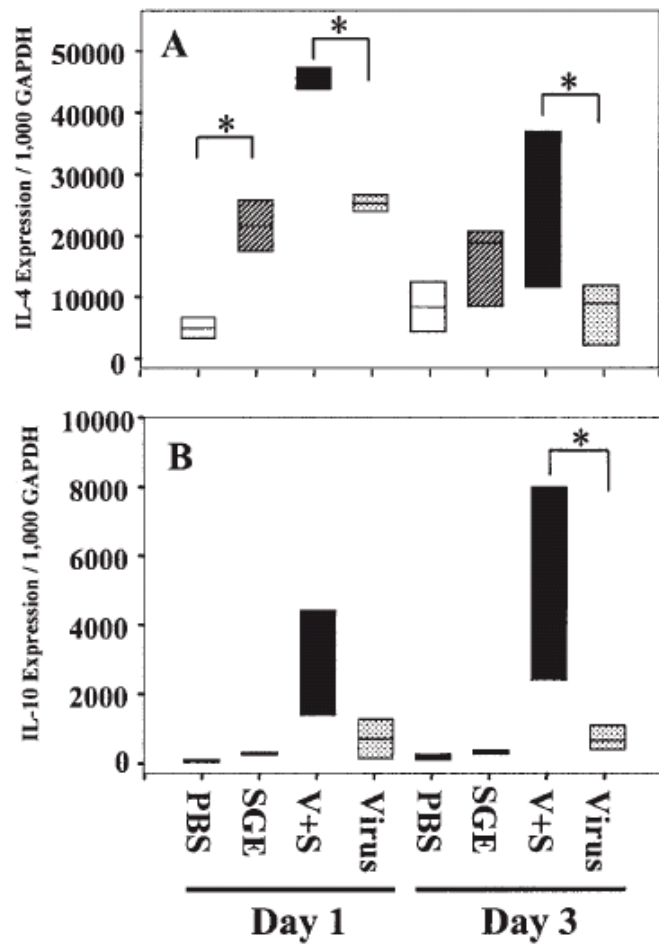 A
IL-4 Expression / 1,000 GAPDH
50000
40000
30000
20000
10000
0
*
*
*
B
IL-10 Expression / 1,000 GAPDH
10000
8000
6000
4000
2000
0
*
PBS
SGE
V+S
Virus
PBS
SGE
V+S
Virus
Day 1
Day 3